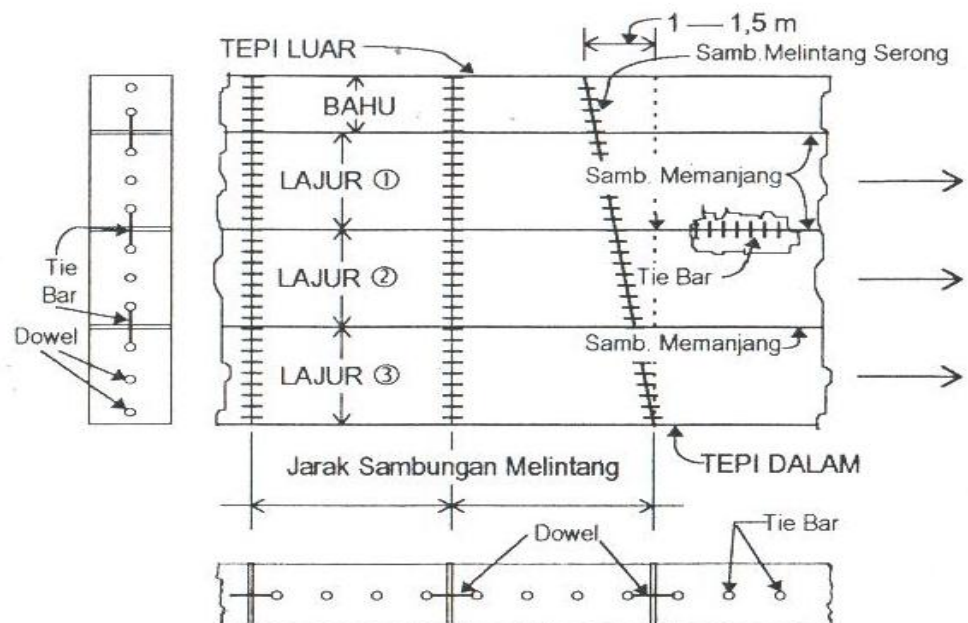 1 — 1,5 m
TEPI LUAR
Samb. Melintang Serong
BAHU
LAJUR ①
Samb. Memanjang
Tie
Bar
LAJUR ②
Tie Bar
Dowel
Samb. Memanjang
LAJUR ③
Jarak Sambungan Melintang
TEPI DALAM
Dowel
Tie Bar